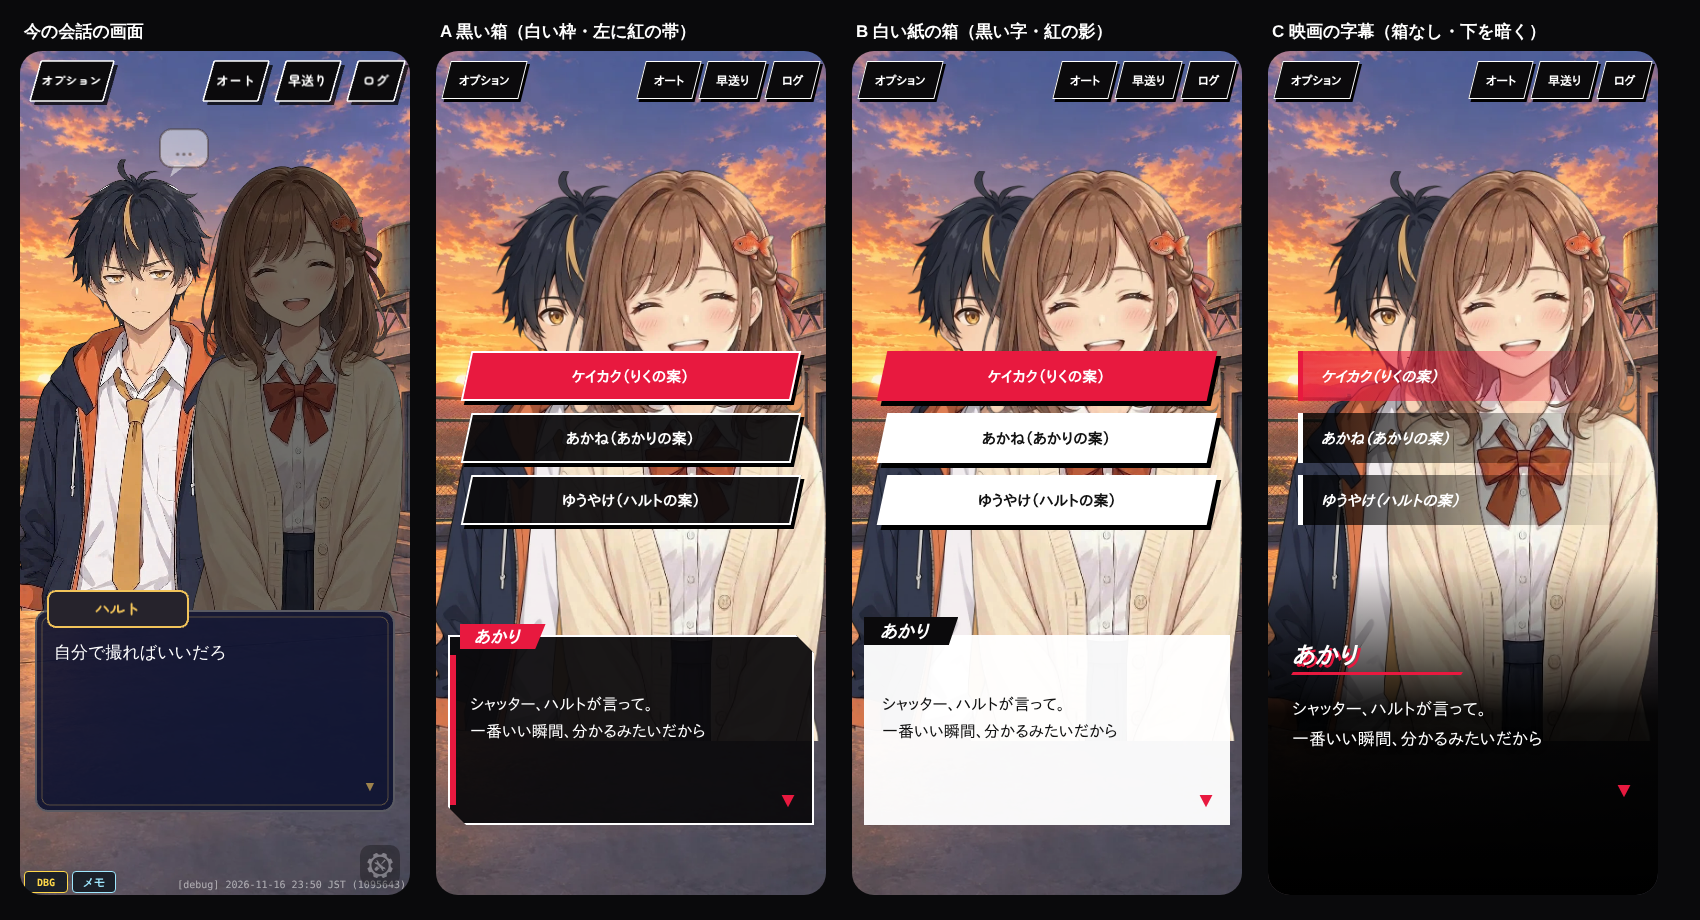 今の会話の画面
オプション
オート
早送り
ログ
...
ハルト
自分で撮ればいいだろ
▼
DBG
メモ
[debug] 2026-11-16 23:50 JST (1095643)
A 黒い箱（白い枠・左に紅の帯）
オプション
オート
早送り
ログ
ケイカク（りくの案）
あかね（あかりの案）
ゆうやけ（ハルトの案）
あかり
シャッター、ハルトが言って。
一番いい瞬間、分かるみたいだから
▼
B 白い紙の箱（黒い字・紅の影）
オプション
オート
早送り
ログ
ケイカク（りくの案）
あかね（あかりの案）
ゆうやけ（ハルトの案）
あかり
シャッター、ハルトが言って。
一番いい瞬間、分かるみたいだから
▼
C 映画の字幕（箱なし・下を暗く）
オプション
オート
早送り
ログ
ケイカク（りくの案）
あかね（あかりの案）
ゆうやけ（ハルトの案）
あかり
シャッター、ハルトが言って。
一番いい瞬間、分かるみたいだから
▼